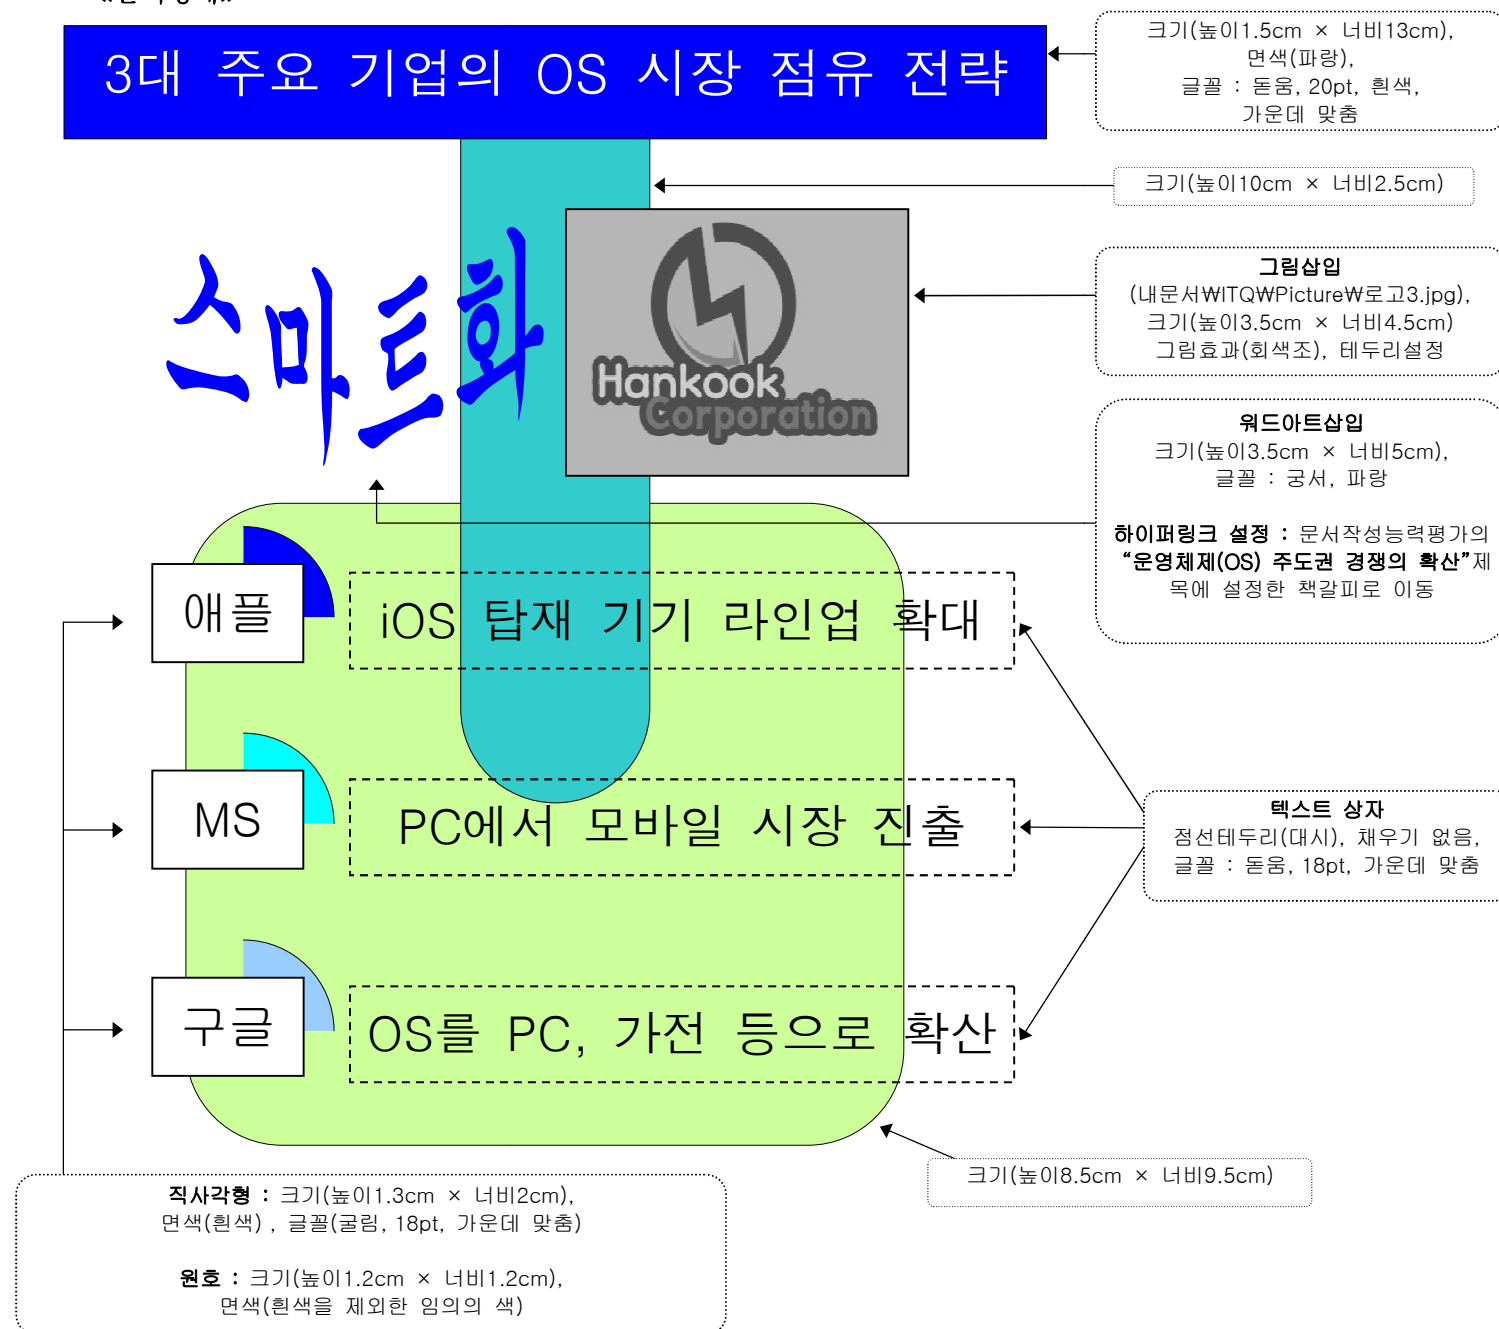 3대 주요 기업의 OS 시장 점유 전략
크기(높이1.5cm × 너비13cm),
면색(파랑),
글꼴 : 돋움, 20pt, 흰색,
가운데 맞춤
크기(높이10cm × 너비2.5cm)
스마트화
Hankook
Corporation
그림삽입
(내문서₩ITQ₩Picture₩로고3.jpg),
크기(높이3.5cm × 너비4.5cm)
그림효과(회색조), 테두리설정
워드아트삽입
크기(높이3.5cm × 너비5cm),
글꼴 : 궁서, 파랑
하이퍼링크 설정 : 문서작성능력평가의
“운영체제(OS) 주도권 경쟁의 확산”제
목에 설정한 책갈피로 이동
애플
iOS 탑재 기기 라인업 확대
MS
PC에서 모바일 시장 진출
텍스트 상자
점선테두리(대시), 채우기 없음,
글꼴 : 돋움, 18pt, 가운데 맞춤
구글
OS를 PC, 가전 등으로 확산
크기(높이8.5cm × 너비9.5cm)
직사각형 : 크기(높이1.3cm × 너비2cm),
면색(흰색) , 글꼴(굴림, 18pt, 가운데 맞춤)
원호 : 크기(높이1.2cm × 너비1.2cm),
면색(흰색을 제외한 임의의 색)